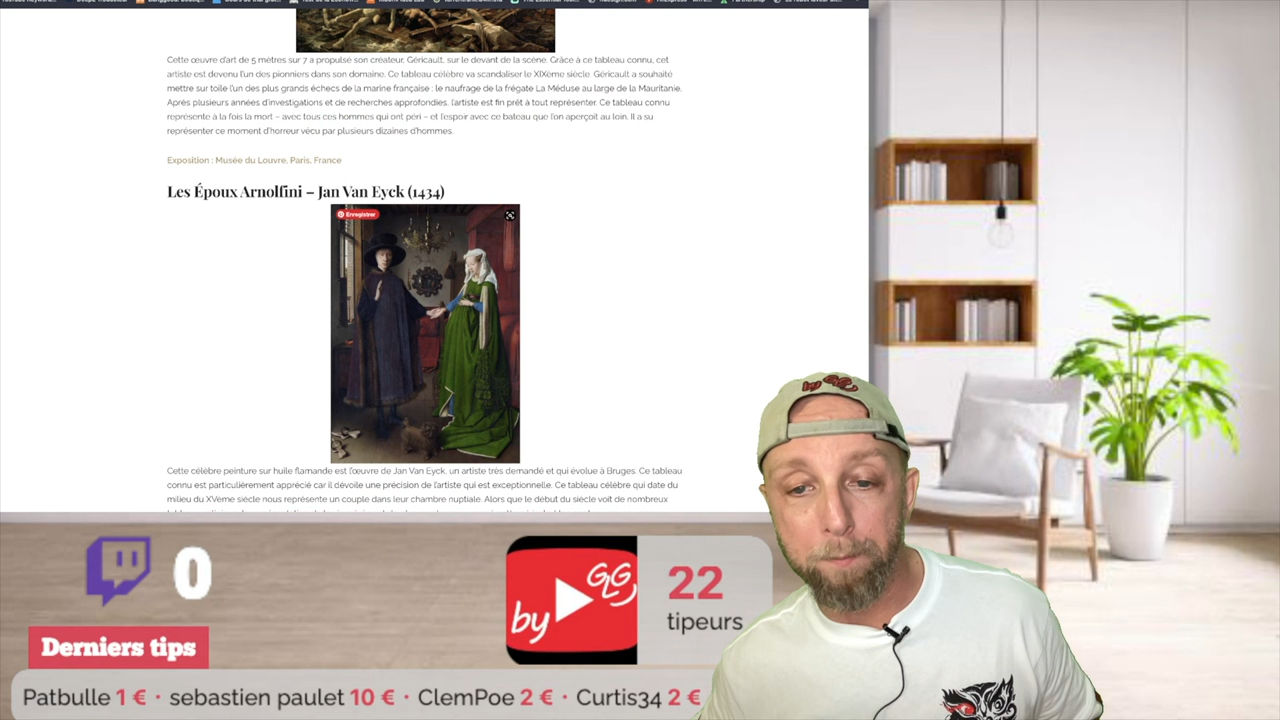 Cette œuvre d'art de 5 mètres sur 7 a propulsé son créateur, Géricault, sur le devant de la scène. Grâce à ce tableau connu, cet
artiste est devenu l'un des pionniers dans son domaine. Ce tableau célèbre va scandaliser le XIXème siècle. Géricault a souhaité
mettre sur toile l'un des plus grands échecs de la marine française : le naufrage de la frégate La Méduse au large de la Mauritanie.
Après plusieurs années d'investigations et de recherches approfondies, l'artiste est fin prêt à tout représenter. Ce tableau connu
représente à la fois la mort – avec tous ces hommes qui ont péri – et l'espoir avec ce bateau que l'on aperçoit au loin. Il a su
représenter ce moment d'horreur vécu par plusieurs dizaines d'hommes.
Exposition : Musée du Louvre, Paris, France
Les Époux Arnolfini – Jan Van Eyck (1434)
Enregistrer
Cette célèbre peinture sur huile flamande est l'œuvre de Jan Van Eyck, un artiste très demandé et qui évolue à Bruges. Ce tableau
connu est particulièrement apprécié car il dévoile une précision de l'artiste qui est exceptionnelle. Ce tableau célèbre qui date du
milieu du XVème siècle nous représente un couple dans leur chambre nuptiale. Alors que le début du siècle voit de nombreux
by GLG
0
by GLG
22
tipeurs
Derniers tips
Patbulle 1 € · sebastien paulet 10 € · ClemPoe 2 € · Curtis34 2 €